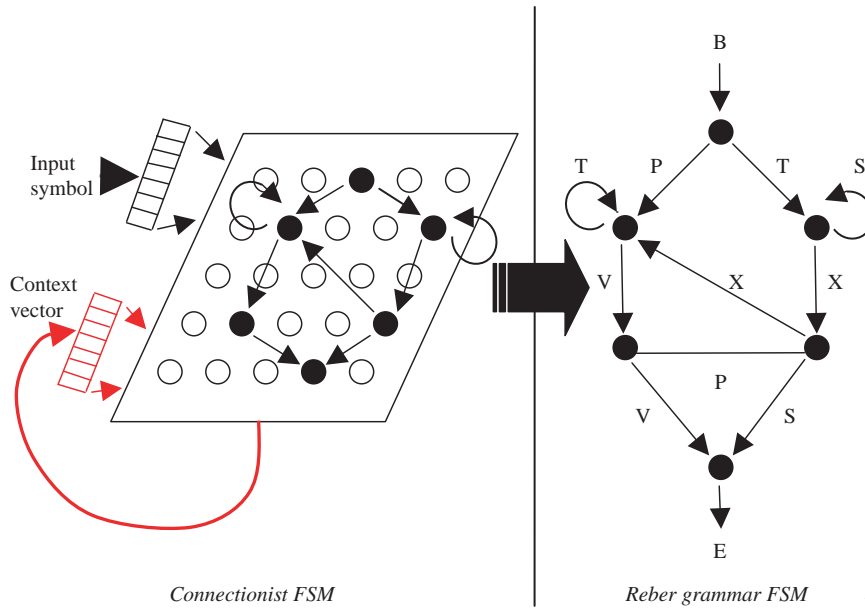 Input
symbol
Context
vector
Connectionist FSM
B
P
T
T
S
V
X
X
P
V
S
E
Reber grammar FSM